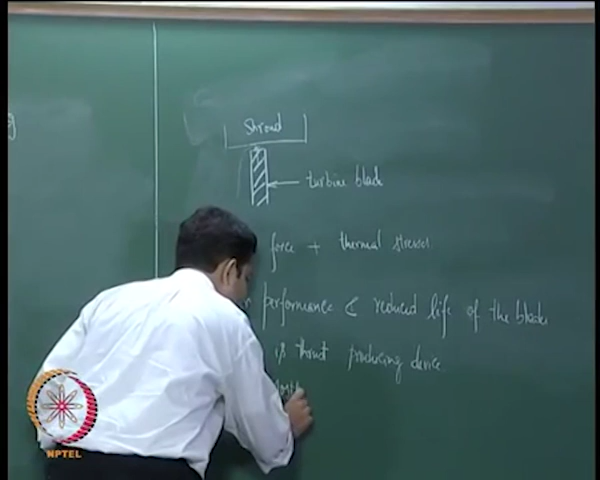 Shroud
turbine blade
force + thermal stresses
performance & reduced life of the blade
is thrust producing device
NPTEL